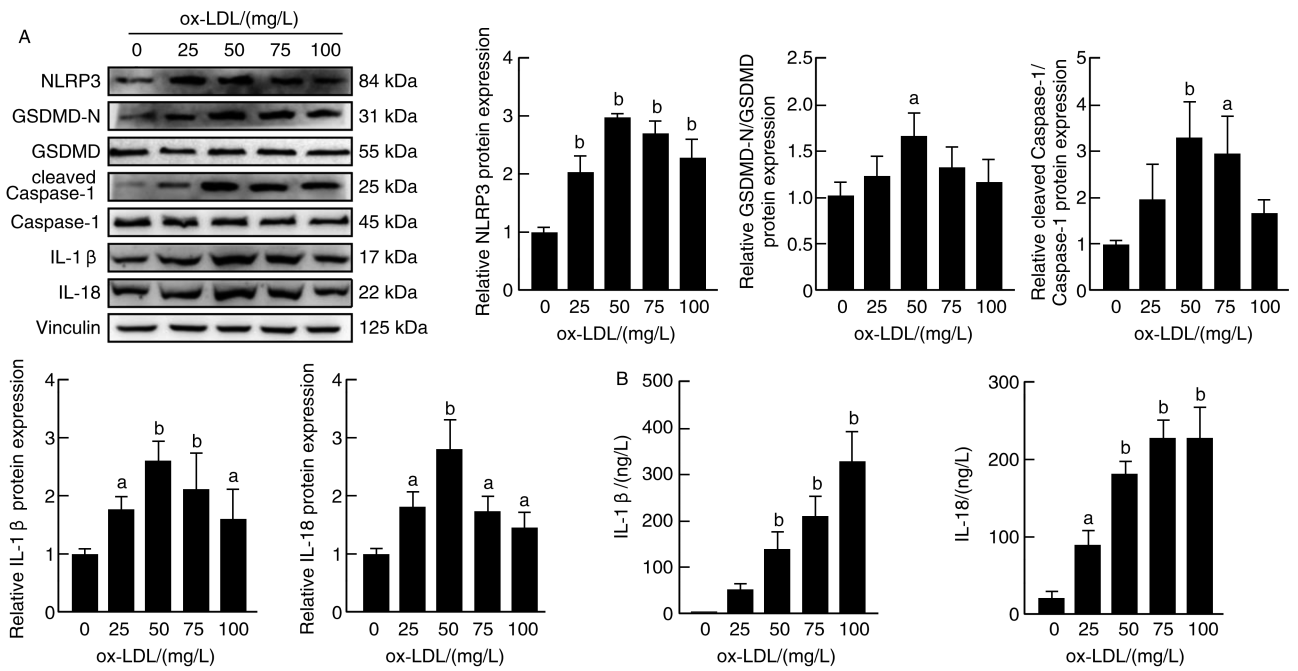 A
ox-LDL/(mg/L)
0 25 50 75 100
NLRP3 84 kDa
GSDMD-N 31 kDa
GSDMD 55 kDa
cleaved
Caspase-1 25 kDa
Caspase-1 45 kDa
IL-1 β 17 kDa
IL-18 22 kDa
Vinculin 125 kDa
Relative NLRP3 protein expression
4
3
2
1
0
b b b b
0 25 50 75 100
ox-LDL/(mg/L)
Relative GSDMD-N/GSDMD
protein expression
2.5
2.0
1.5
1.0
0.5
0
a
0 25 50 75 100
ox-LDL/(mg/L)
Relative cleaved Caspase-1/
Caspase-1 protein expression
5
4
3
2
1
0
b a
0 25 50 75 100
ox-LDL/(mg/L)
Relative IL-1 β protein expression
4
3
2
1
0
a b b a
0 25 50 75 100
ox-LDL/(mg/L)
Relative IL-18 protein expression
4
3
2
1
0
a b a a
0 25 50 75 100
ox-LDL/(mg/L)
B
IL-1 β/(ng/L)
500
400
300
200
100
0
b b b
0 25 50 75 100
ox-LDL/(mg/L)
IL-18/(ng/L)
300
200
100
0
a b b b
0 25 50 75 100
ox-LDL/(mg/L)